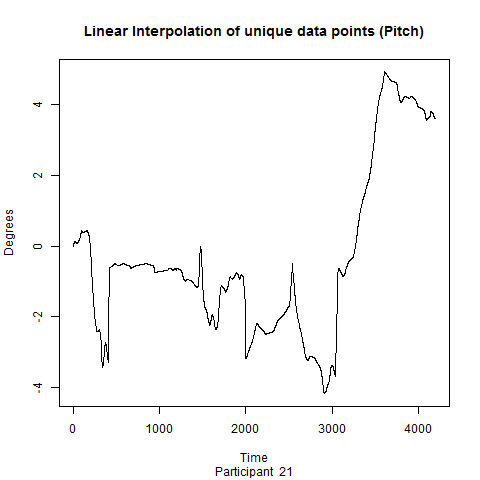 Linear Interpolation of unique data points (Pitch)
Degrees
4
2
0
-2
-4
0 1000 2000 3000 4000
Time
Participant 21